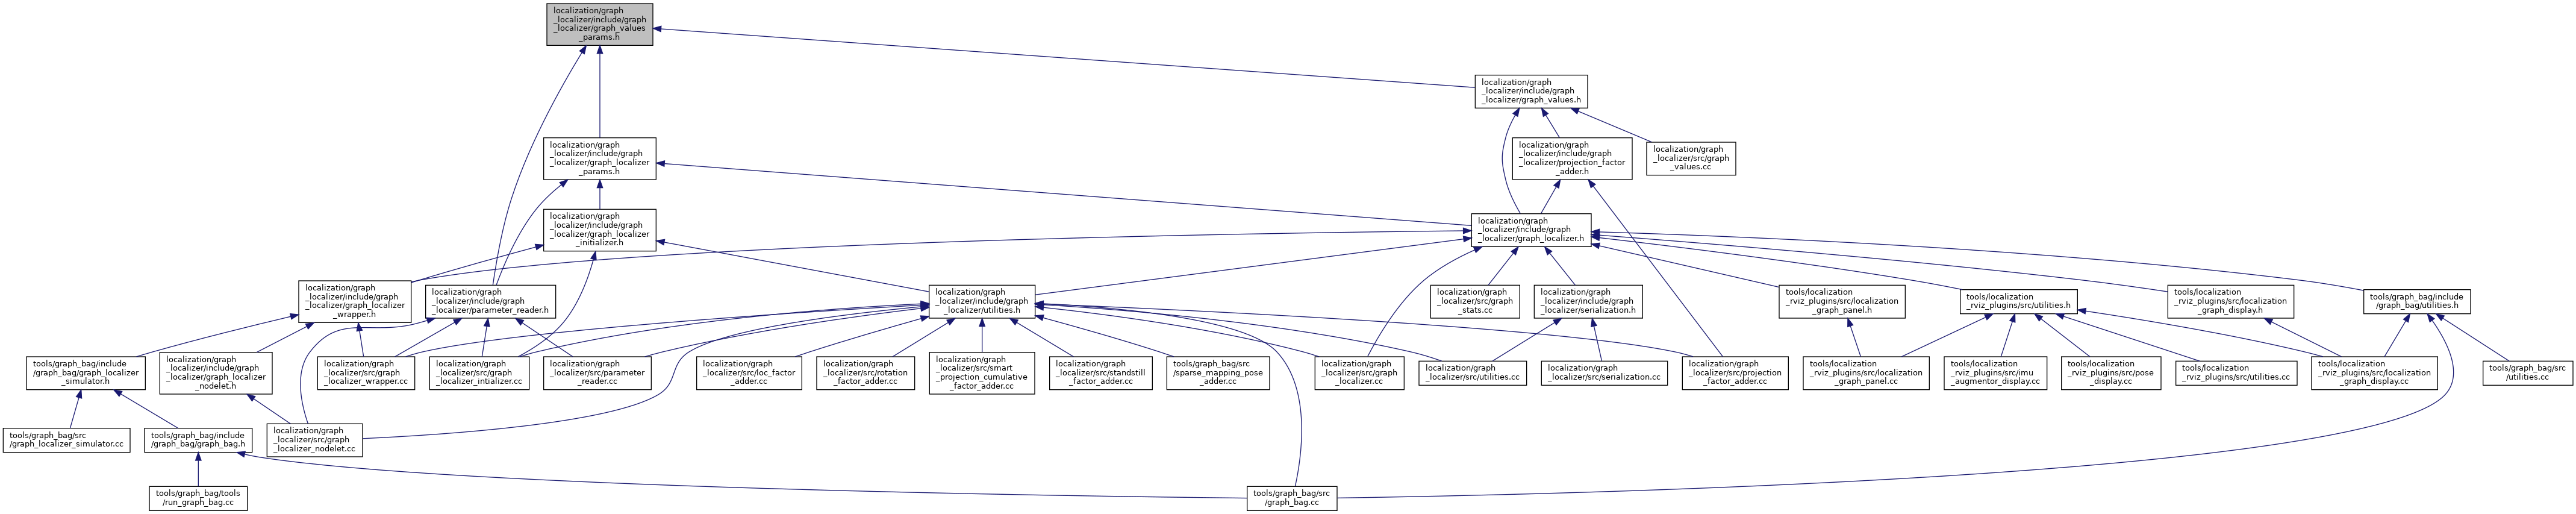 localization/graph
_localizer/include/graph
_localizer/graph_values
_params.h
localization/graph
_localizer/include/graph
_localizer/graph_values.h
localization/graph
_localizer/include/graph
_localizer/graph_localizer
_params.h
localization/graph
_localizer/include/graph
_localizer/projection_factor
_adder.h
localization/graph
_localizer/src/graph
_values.cc
localization/graph
_localizer/include/graph
_localizer/graph_localizer
_initializer.h
localization/graph
_localizer/include/graph
_localizer/graph_localizer.h
localization/graph
_localizer/include/graph
_localizer/graph_localizer
_wrapper.h
localization/graph
_localizer/include/graph
_localizer/parameter_reader.h
localization/graph
_localizer/include/graph
_localizer/utilities.h
localization/graph
_localizer/src/graph
_stats.cc
localization/graph
_localizer/include/graph
_localizer/serialization.h
tools/localization
_rviz_plugins/src/localization
_graph_panel.h
tools/localization
_rviz_plugins/src/utilities.h
tools/localization
_rviz_plugins/src/localization
_graph_display.h
tools/graph_bag/include
/graph_bag/utilities.h
tools/graph_bag/include
/graph_bag/graph_localizer
_simulator.h
localization/graph
_localizer/include/graph
_localizer/graph_localizer
_nodelet.h
localization/graph
_localizer/src/graph
_localizer_wrapper.cc
localization/graph
_localizer/src/graph
_localizer_intializer.cc
localization/graph
_localizer/src/parameter
_reader.cc
localization/graph
_localizer/src/loc_factor
_adder.cc
localization/graph
_localizer/src/rotation
_factor_adder.cc
localization/graph
_localizer/src/smart
_projection_cumulative
_factor_adder.cc
localization/graph
_localizer/src/standstill
_factor_adder.cc
tools/graph_bag/src
/sparse_mapping_pose
_adder.cc
localization/graph
_localizer/src/graph
_localizer.cc
localization/graph
_localizer/src/utilities.cc
localization/graph
_localizer/src/serialization.cc
localization/graph
_localizer/src/projection
_factor_adder.cc
tools/localization
_rviz_plugins/src/localization
_graph_panel.cc
tools/localization
_rviz_plugins/src/imu
_augmentor_display.cc
tools/localization
_rviz_plugins/src/pose
_display.cc
tools/localization
_rviz_plugins/src/utilities.cc
tools/localization
_rviz_plugins/src/localization
_graph_display.cc
tools/graph_bag/src
/utilities.cc
tools/graph_bag/src
/graph_localizer_simulator.cc
tools/graph_bag/include
/graph_bag/graph_bag.h
localization/graph
_localizer/src/graph
_localizer_nodelet.cc
tools/graph_bag/tools
/run_graph_bag.cc
tools/graph_bag/src
/graph_bag.cc